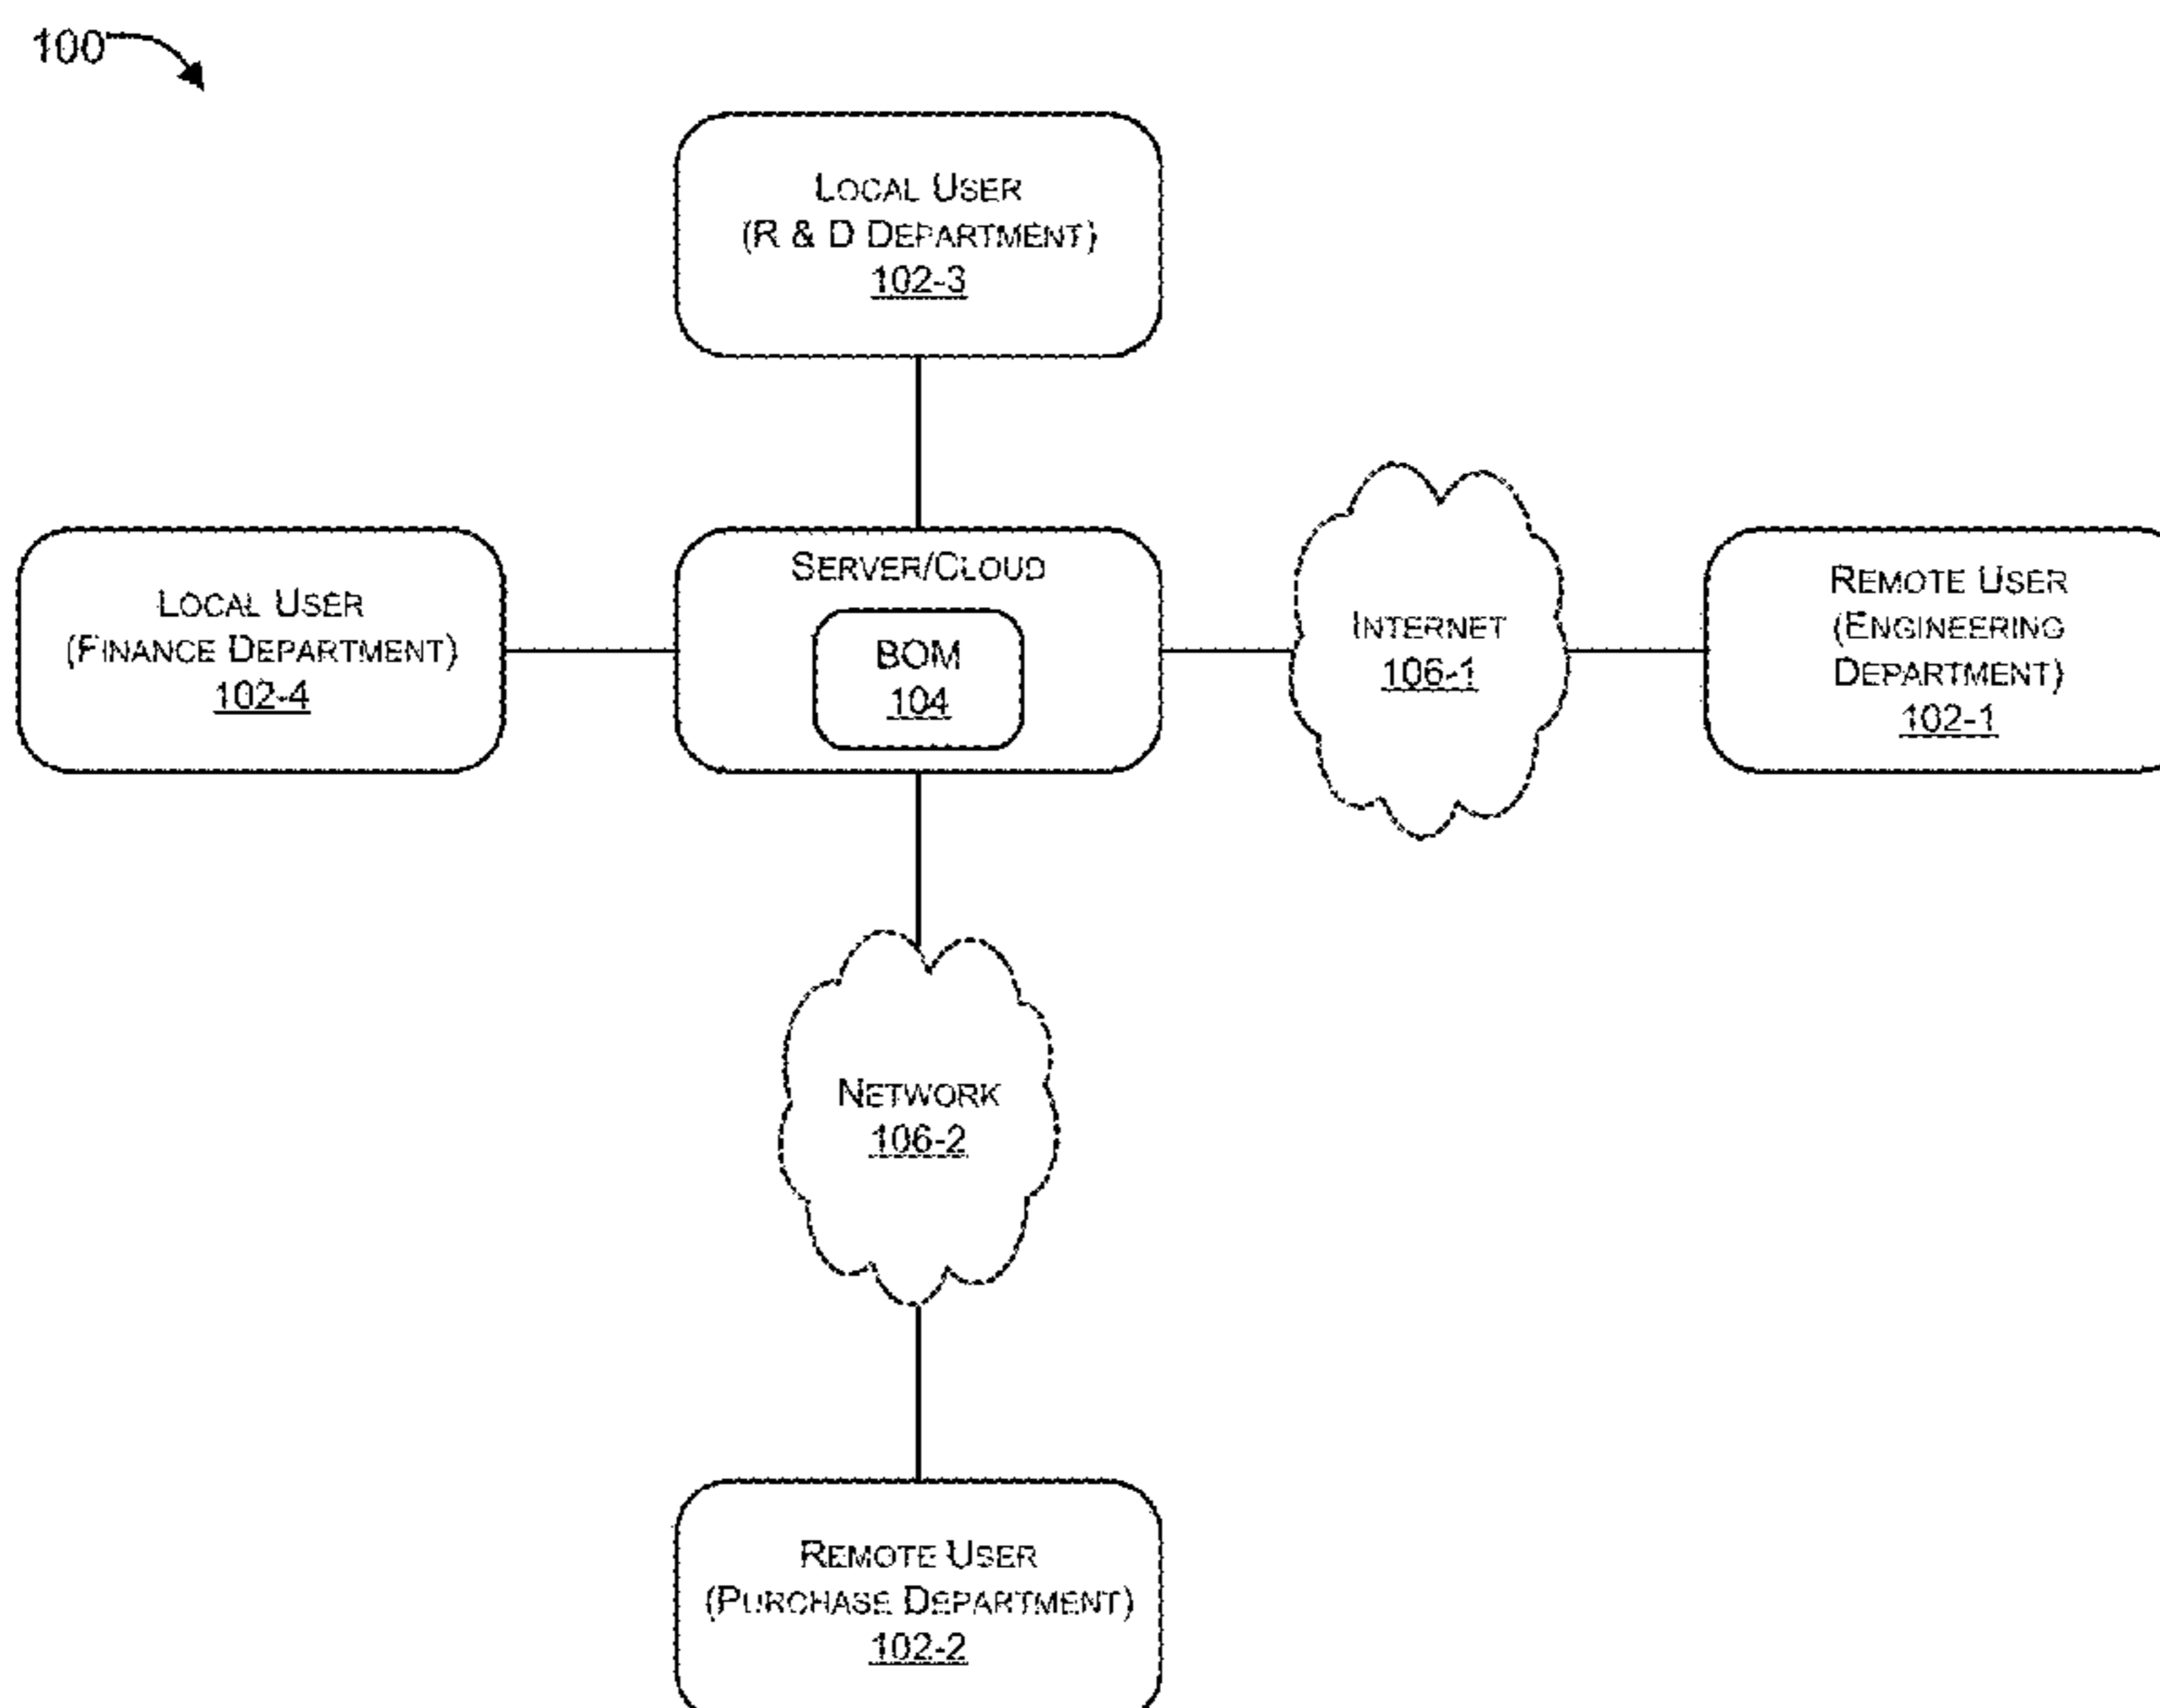 100
LOCAL USER
(R & D DEPARTMENT)
102-3
LOCAL USER
(FINANCE DEPARTMENT)
102-4
SERVER/CLOUD
BOM
104
INTERNET
106-1
REMOTE USER
(ENGINEERING
DEPARTMENT)
102-1
NETWORK
106-2
REMOTE USER
(PURCHASE DEPARTMENT)
102-2